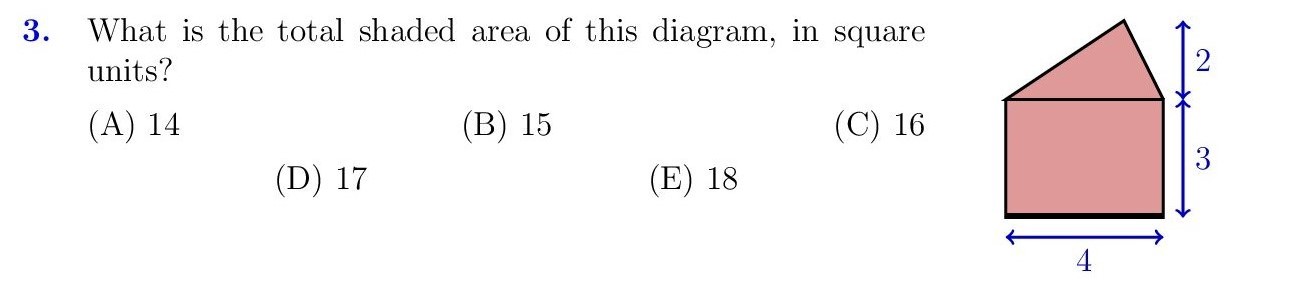 3. What is the total shaded area of this diagram, in square
units?
(A) 14 (B) 15 (C) 16
(D) 17 (E) 18
2
3
4